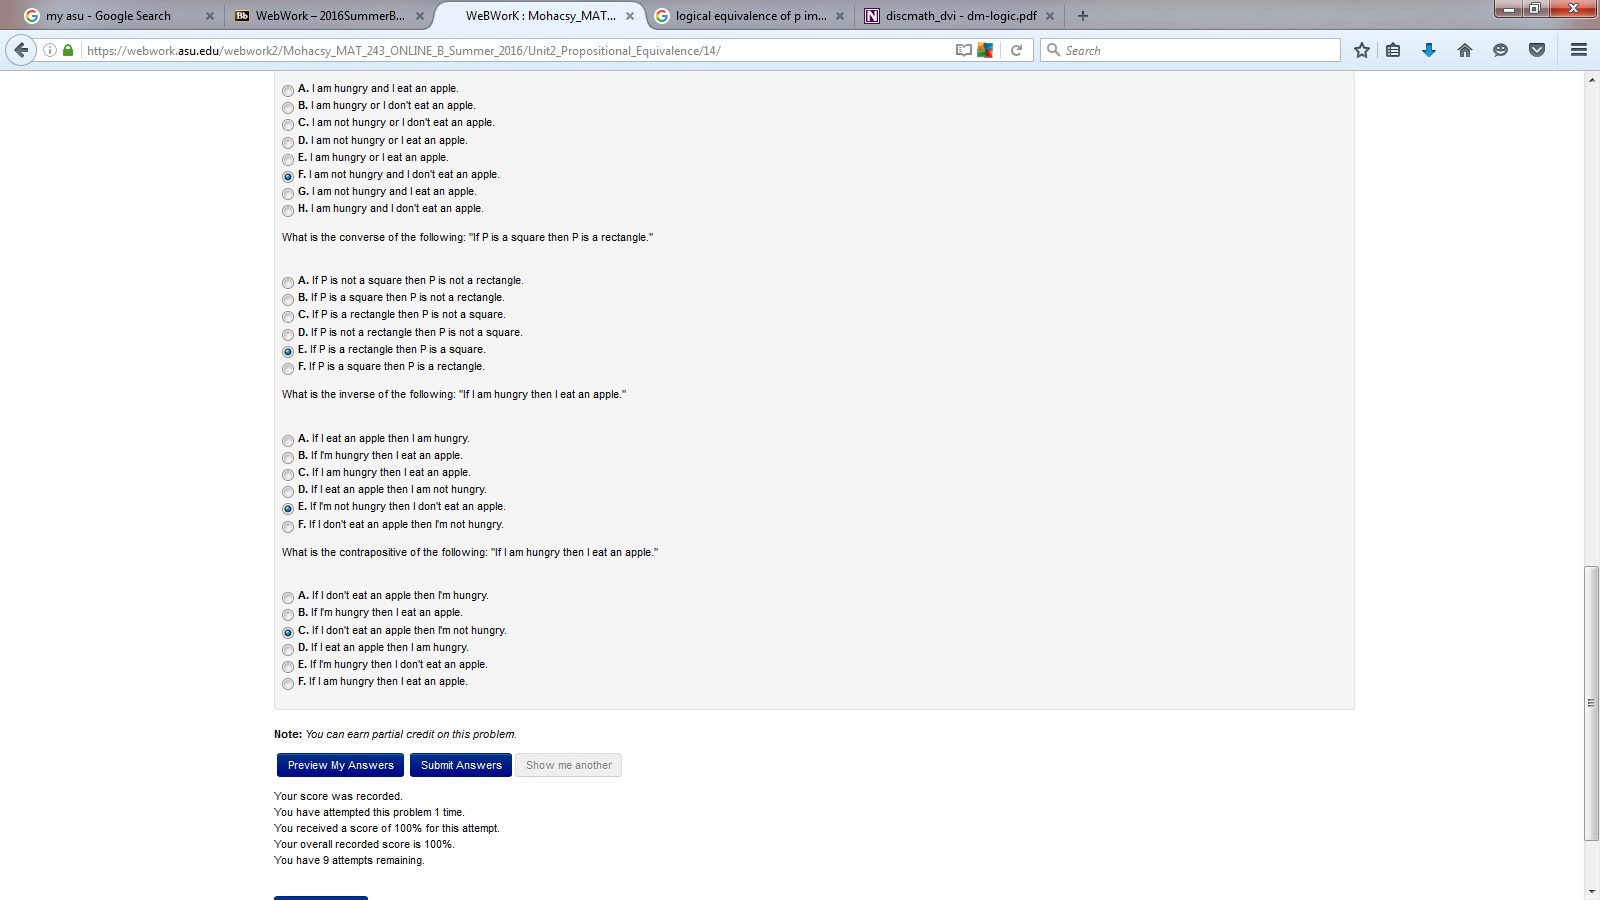 my asu - Google Search
Bb WebWork – 2016SummerB...
WeBWorK : Mohacsy_MAT...
logical equivalence of p im...
N discmath_dvi - dm-logic.pdf
https://webwork.asu.edu/webwork2/Mohacsy_MAT_243_ONLINE_B_Summer_2016/Unit2_Propositional_Equivalence/14/
Search
A. I am hungry and I eat an apple.
B. I am hungry or I don't eat an apple.
C. I am not hungry or I don't eat an apple.
D. I am not hungry or I eat an apple.
E. I am hungry or I eat an apple.
F. I am not hungry and I don't eat an apple.
G. I am not hungry and I eat an apple.
H. I am hungry and I don't eat an apple.
What is the converse of the following: "If P is a square then P is a rectangle."
A. If P is not a square then P is not a rectangle.
B. If P is a square then P is not a rectangle.
C. If P is a rectangle then P is not a square.
D. If P is not a rectangle then P is not a square.
E. If P is a rectangle then P is a square.
F. If P is a square then P is a rectangle.
What is the inverse of the following: "If I am hungry then I eat an apple."
A. If I eat an apple then I am hungry.
B. If I'm hungry then I eat an apple.
C. If I am hungry then I eat an apple.
D. If I eat an apple then I am not hungry.
E. If I'm not hungry then I don't eat an apple.
F. If I don't eat an apple then I'm not hungry.
What is the contrapositive of the following: "If I am hungry then I eat an apple."
A. If I don't eat an apple then I'm hungry.
B. If I'm hungry then I eat an apple.
C. If I don't eat an apple then I'm not hungry.
D. If I eat an apple then I am hungry.
E. If I'm hungry then I don't eat an apple.
F. If I am hungry then I eat an apple.
Note: You can earn partial credit on this problem.
Preview My Answers Submit Answers Show me another
Your score was recorded.
You have attempted this problem 1 time.
You received a score of 100% for this attempt.
Your overall recorded score is 100%.
You have 9 attempts remaining.